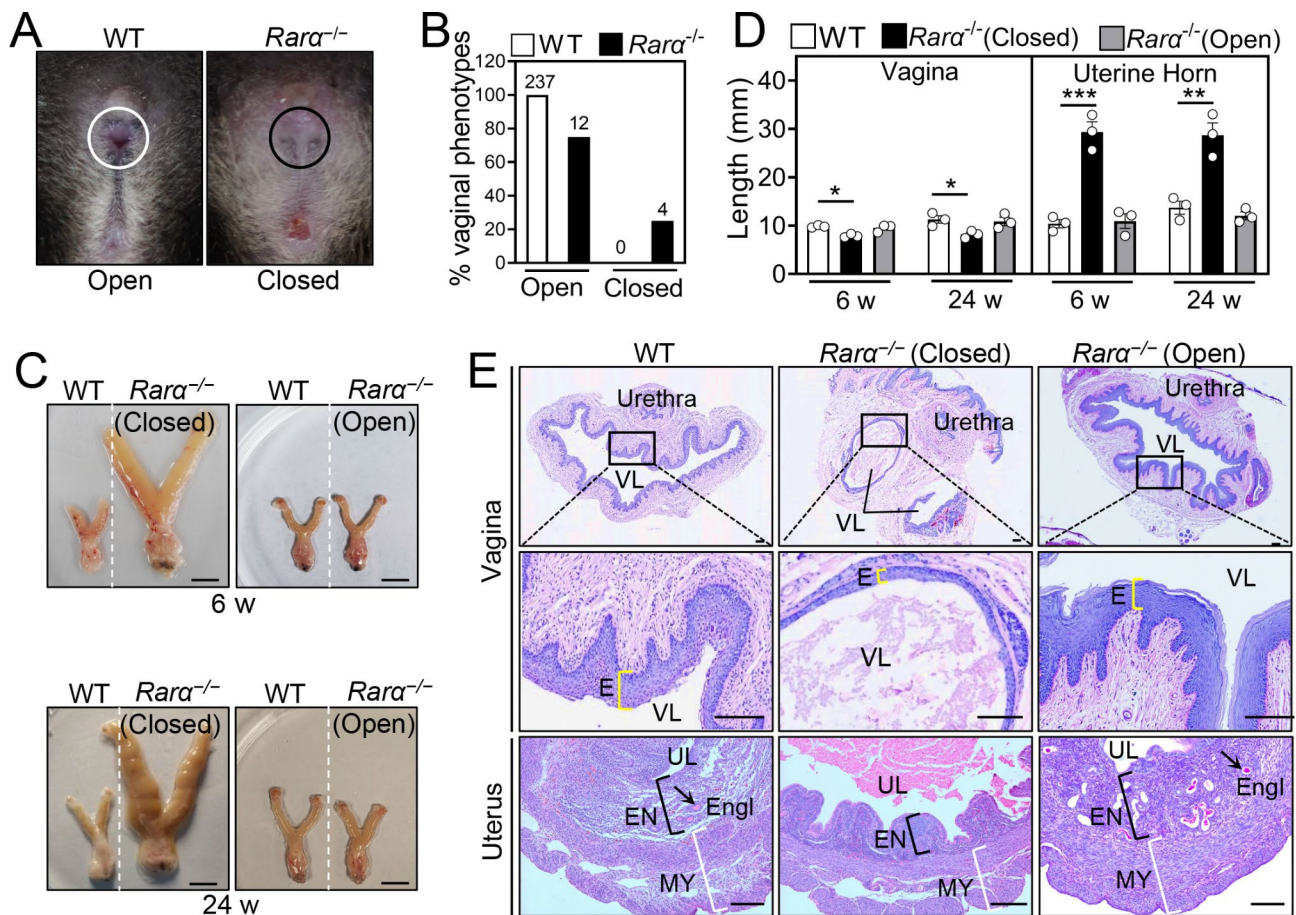 A
WT
Rarα–/–
Open
Closed
B
WT
Rarα–/–
% vaginal phenotypes
120
100
80
60
40
20
0
237
12
0
4
Open
Closed
D
WT
Rarα-/-(Closed)
Rarα-/-(Open)
Vagina
Uterine Horn
Length (mm)
40
30
20
10
0
*
*
***
**
6 w
24 w
6 w
24 w
C
WT
Rarα–/–
(Closed)
WT
Rarα–/–
(Open)
6 w
WT
Rarα–/–
(Closed)
WT
Rarα–/–
(Open)
24 w
E
WT
Rarα–/– (Closed)
Rarα–/– (Open)
Vagina
Urethra
VL
Urethra
VL
Urethra
VL
E
VL
E
VL
E
VL
Uterus
UL
EN
Engl
MY
UL
EN
MY
UL
EN
Engl
MY